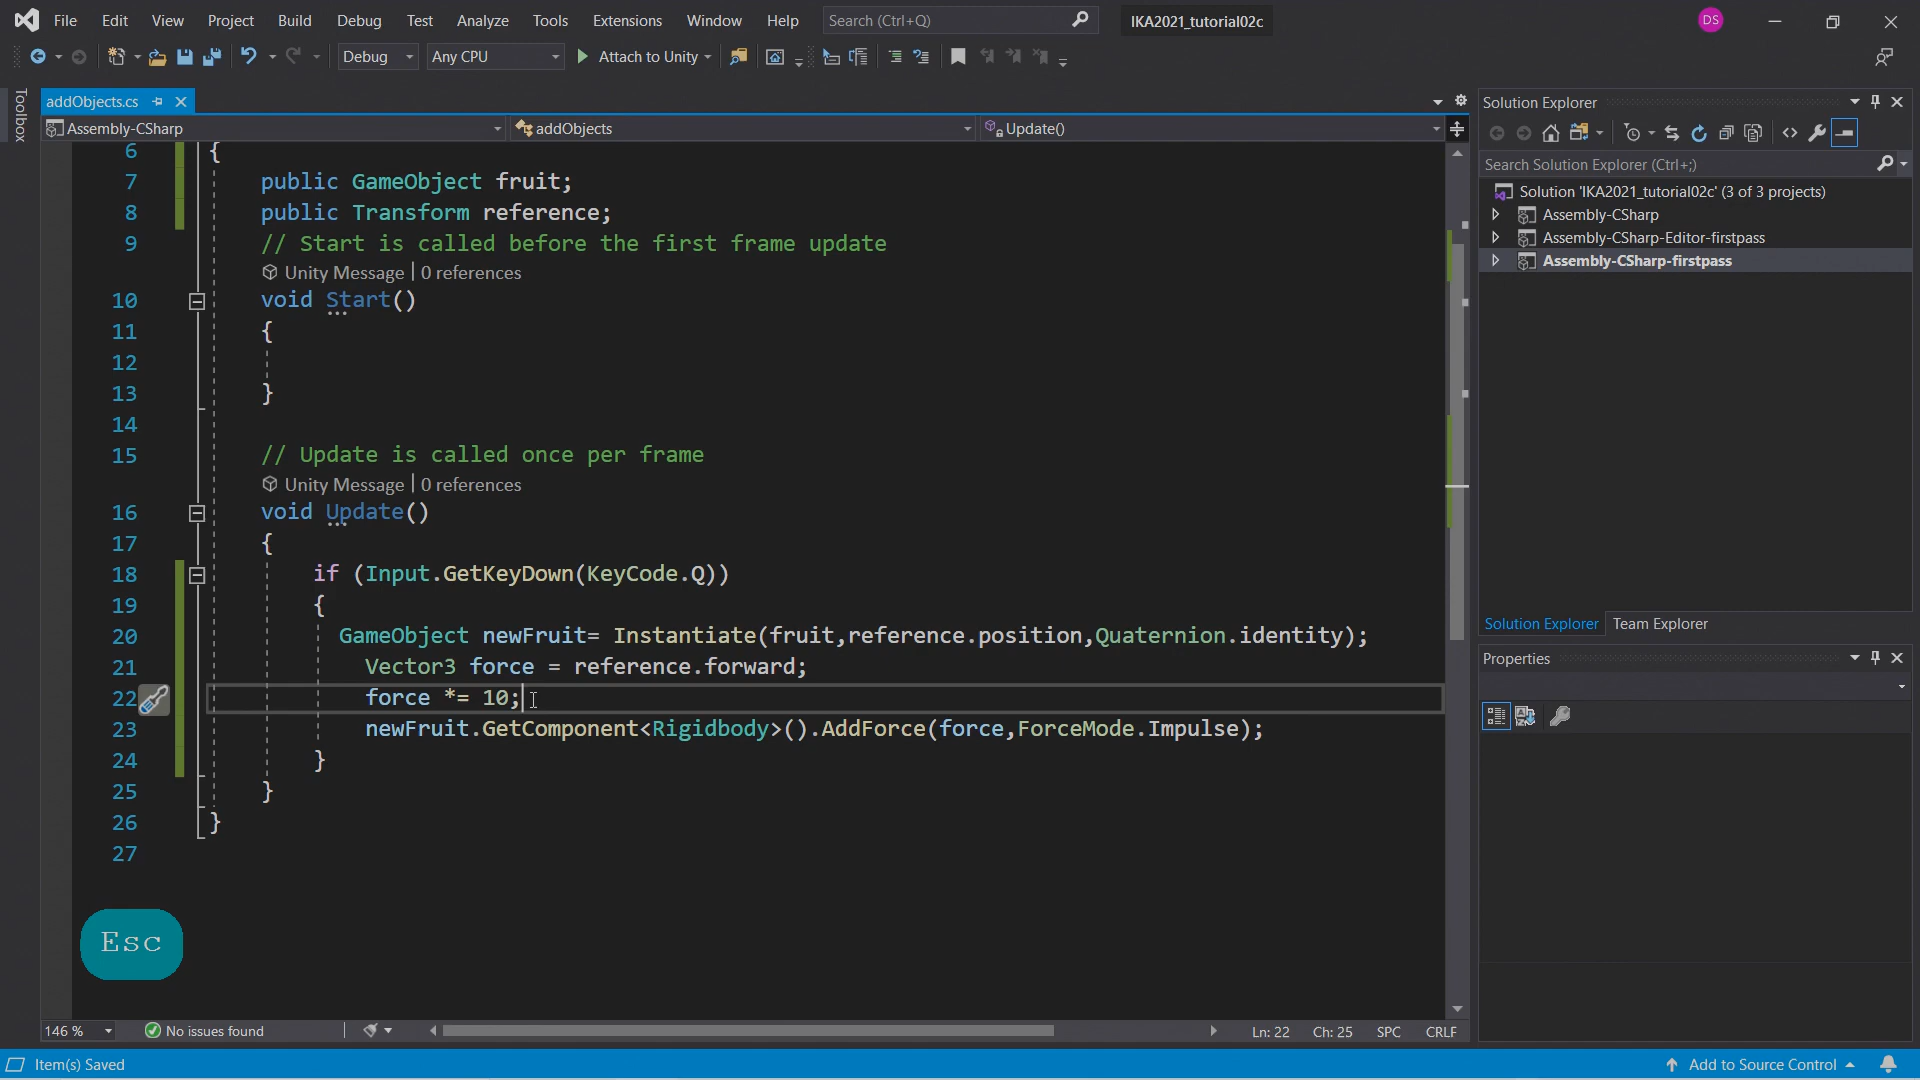 File Edit View Project Build Debug Test Analyze Tools Extensions Window Help Search (Ctrl+Q) IKA2021_tutorial02c DS
Debug Any CPU Attach to Unity
Toolbox
addObjects.cs
Assembly-CSharp addObjects Update()
6 {
7 public GameObject fruit;
8 public Transform reference;
9 // Start is called before the first frame update
Unity Message | 0 references
10 void Start()
11 {
12
13 }
14
15 // Update is called once per frame
Unity Message | 0 references
16 void Update()
17 {
18 if (Input.GetKeyDown(KeyCode.Q))
19 {
20 GameObject newFruit= Instantiate(fruit,reference.position,Quaternion.identity);
21 Vector3 force = reference.forward;
22 force *= 10;
23 newFruit.GetComponent<Rigidbody>().AddForce(force,ForceMode.Impulse);
24 }
25 }
26 }
27
Esc
146 % No issues found Ln: 22 Ch: 25 SPC CRLF
Solution Explorer
Search Solution Explorer (Ctrl+;)
Solution 'IKA2021_tutorial02c' (3 of 3 projects)
Assembly-CSharp
Assembly-CSharp-Editor-firstpass
Assembly-CSharp-firstpass
Solution Explorer Team Explorer
Properties
Item(s) Saved Add to Source Control